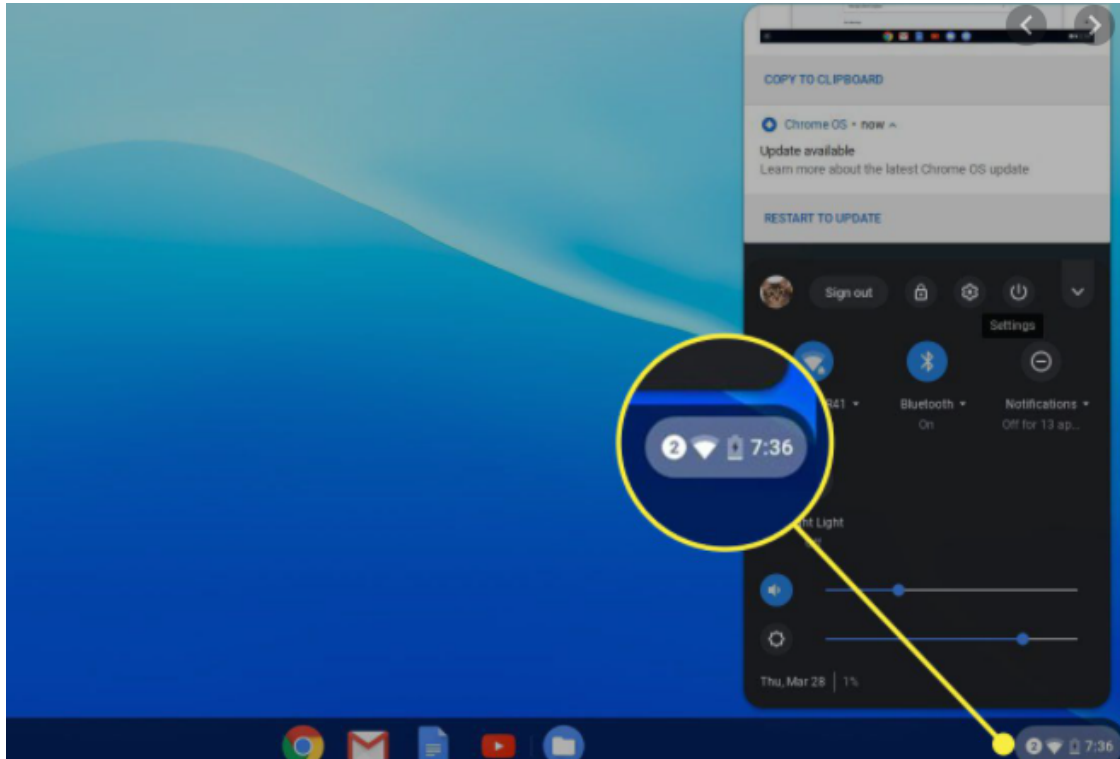 COPY TO CLIPBOARD
Chrome OS • now
Update available
Learn more about the latest Chrome OS update
RESTART TO UPDATE
Sign out
Settings
R41
Bluetooth
Notifications
On
Off for 13 ap...
2 7:36
Light
Thu, Mar 28 | 1%
2 7:36